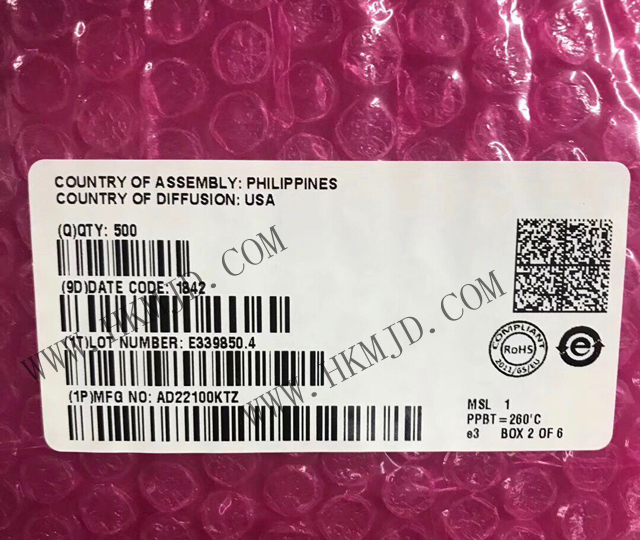 COUNTRY OF ASSEMBLY: PHILIPPINES
COUNTRY OF DIFFUSION: USA
(Q)QTY: 500
(9D)DATE CODE: 1842
(1T)LOT NUMBER: E339850.4
(1P)MFG NO: AD22100KTZ
COMPLIANT
RoHS
2011/65/EU
e
MSL 1
PPBT=260°C
e3 BOX 2 OF 6
WWW.HKMJD.COM
WWW.HKMJD.COM